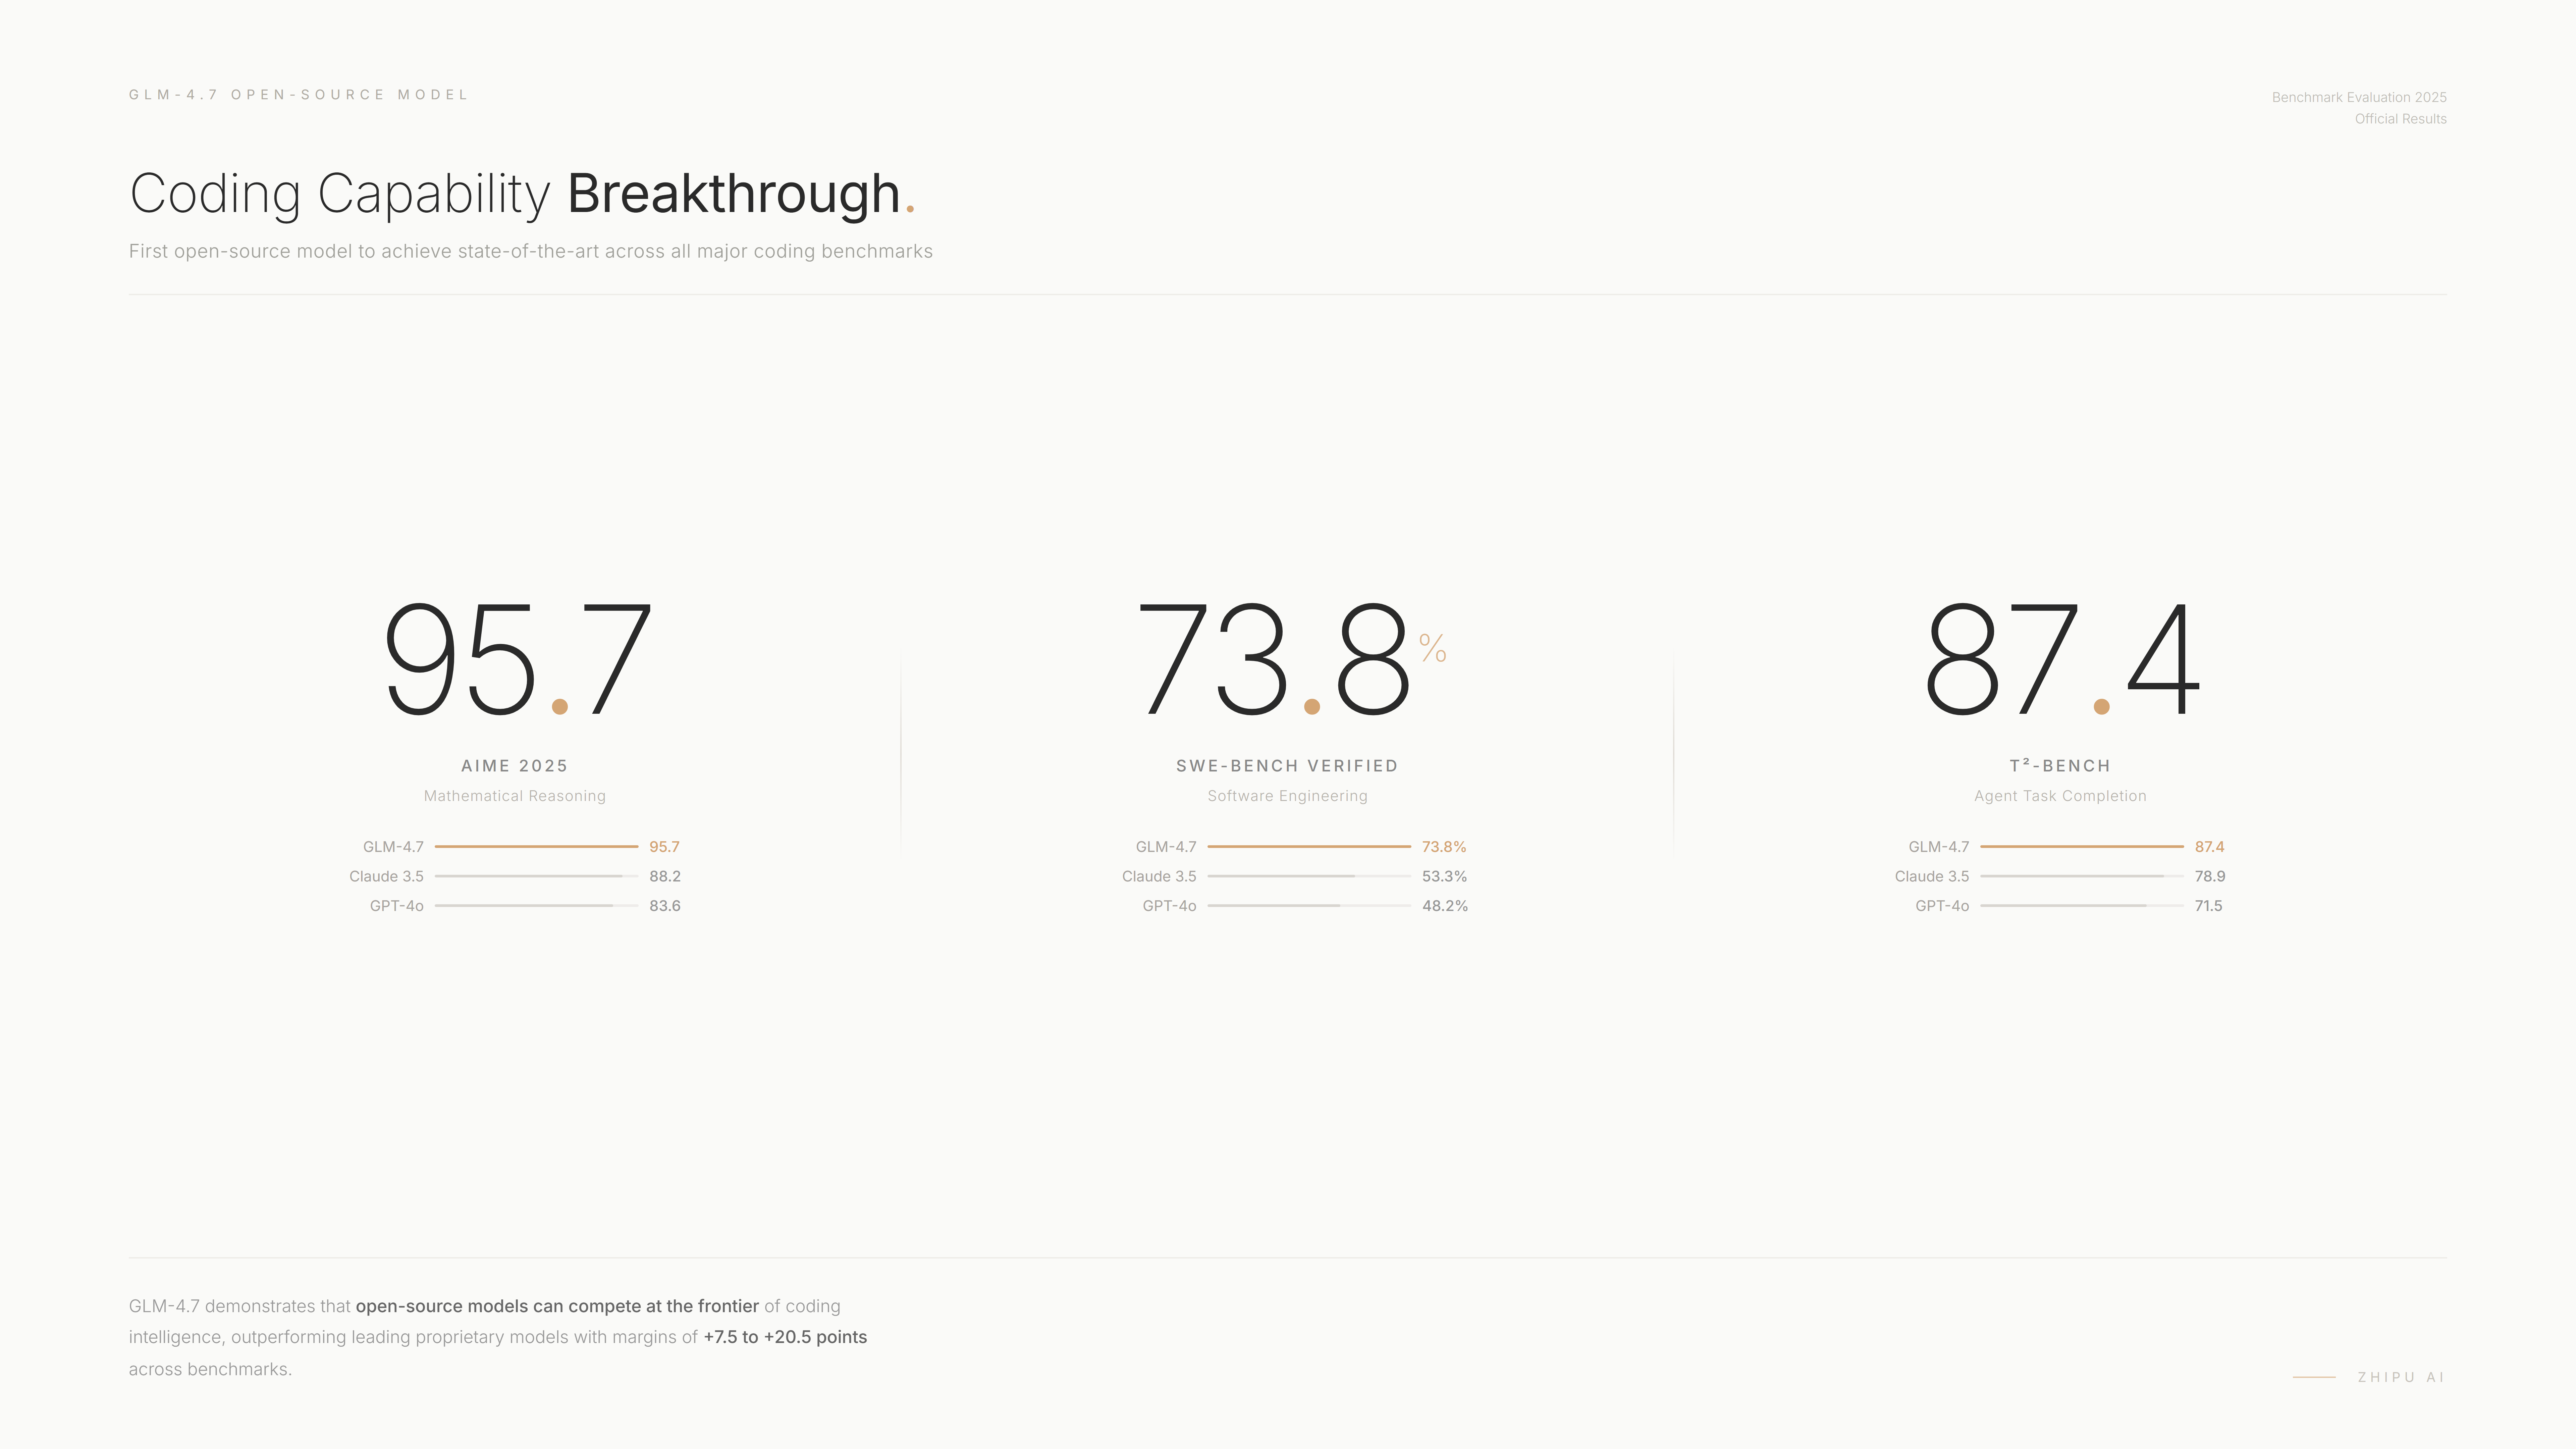 GLM-4.7 OPEN-SOURCE MODEL
Benchmark Evaluation 2025
Official Results
Coding Capability Breakthrough.
First open-source model to achieve state-of-the-art across all major coding benchmarks
95.7
AIME 2025
Mathematical Reasoning
GLM-4.7 95.7
Claude 3.5 88.2
GPT-4o 83.6
73.8%
SWE-BENCH VERIFIED
Software Engineering
GLM-4.7 73.8%
Claude 3.5 53.3%
GPT-4o 48.2%
87.4
T²-BENCH
Agent Task Completion
GLM-4.7 87.4
Claude 3.5 78.9
GPT-4o 71.5
GLM-4.7 demonstrates that open-source models can compete at the frontier of coding
intelligence, outperforming leading proprietary models with margins of +7.5 to +20.5 points
across benchmarks.
ZHIPU AI